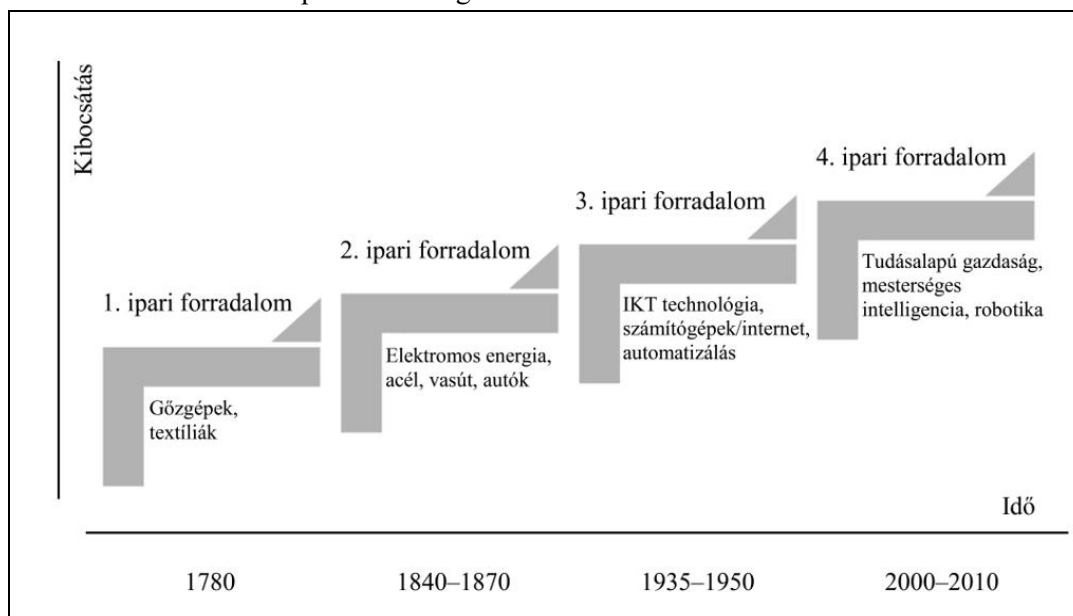 Kibocsátás
1. ipari forradalom
Gőzgépek,
textíliák
2. ipari forradalom
Elektromos energia,
acél, vasút, autók
3. ipari forradalom
IKT technológia,
számítógépek/internet,
automatizálás
4. ipari forradalom
Tudásalapú gazdaság,
mesterséges
intelligencia, robotika
Idő
1780
1840–1870
1935–1950
2000–2010